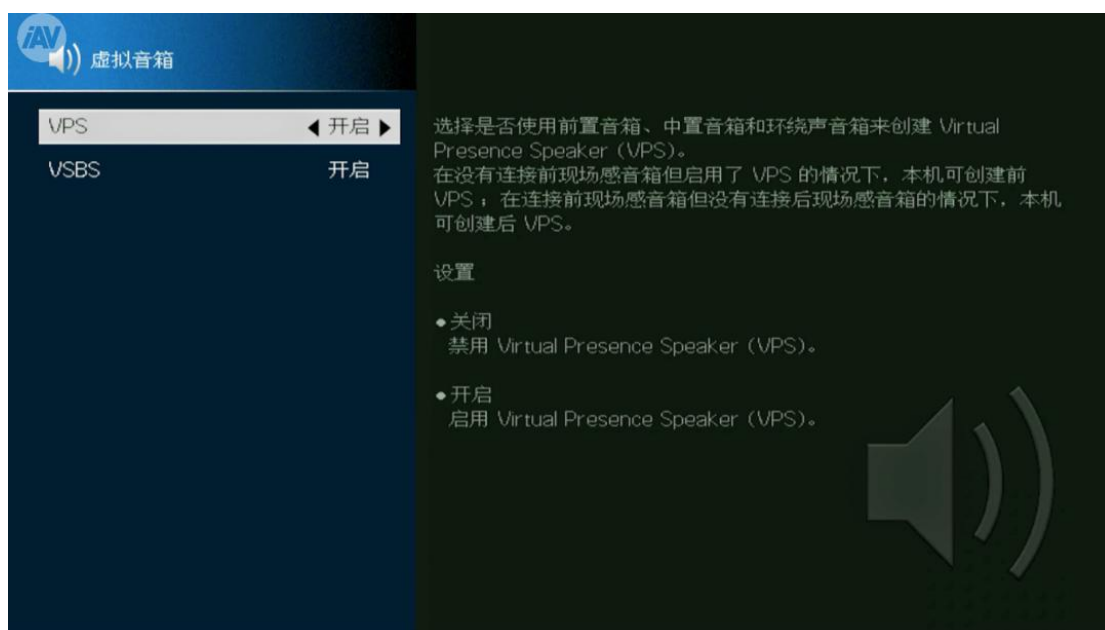 iAV
虚拟音箱
VPS ◀ 开启 ▶
VSBS 开启
选择是否使用前置音箱、中置音箱和环绕声音箱来创建 Virtual
Presence Speaker (VPS)。
在没有连接前现场感音箱但启用了 VPS 的情况下，本机可创建前
VPS；在连接前现场感音箱但没有连接后现场感音箱的情况下，本机
可创建后 VPS。
设置
●关闭
禁用 Virtual Presence Speaker (VPS)。
●开启
启用 Virtual Presence Speaker (VPS)。